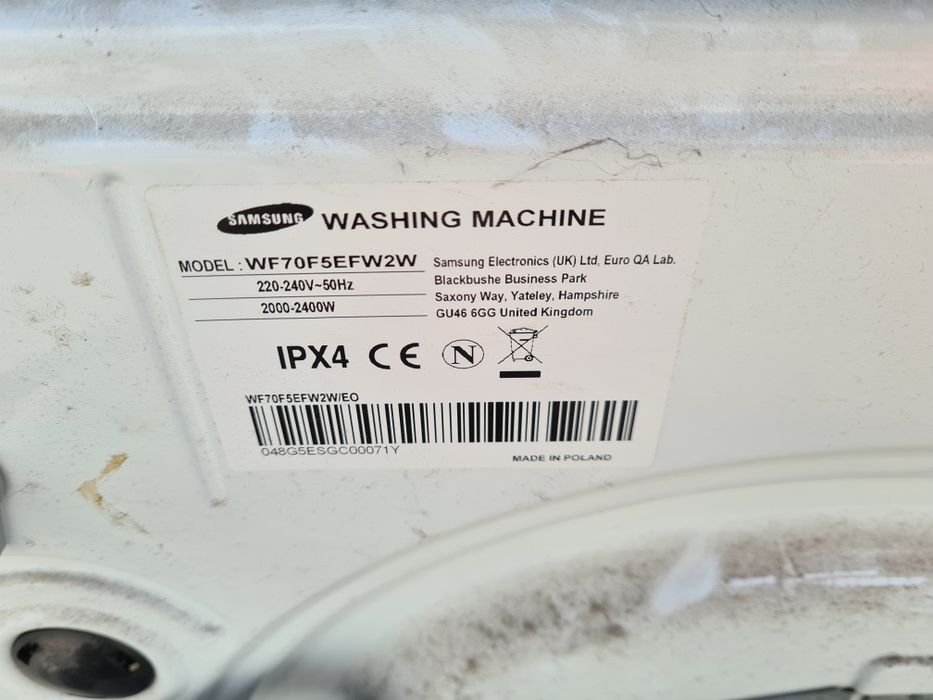 SAMSUNG WASHING MACHINE
MODEL : WF70F5EFW2W
220-240V~50Hz
2000-2400W
Samsung Electronics (UK) Ltd, Euro QA Lab.
Blackbushe Business Park
Saxony Way, Yateley, Hampshire
GU46 6GG United Kingdom
IPX4 CE N
WF70F5EFW2W/EO
048G5ESGC00071Y
MADE IN POLAND